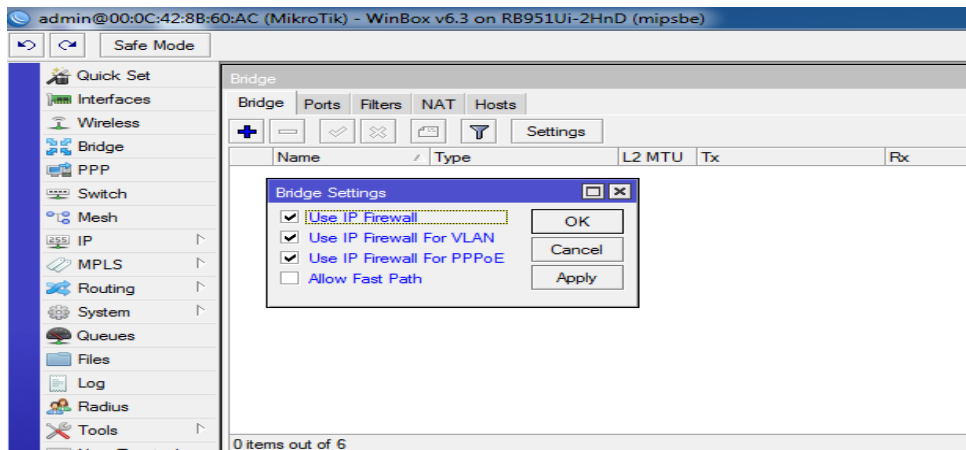 admin@00:0C:42:8B:60:AC (MikroTik) - WinBox v6.3 on RB951Ui-2HnD (mipsbe)
Safe Mode
Quick Set
Interfaces
Wireless
Bridge
PPP
Switch
Mesh
IP
MPLS
Routing
System
Queues
Files
Log
Radius
Tools
Bridge
Bridge Ports Filters NAT Hosts
Settings
Name Type L2 MTU Tx Rx
Bridge Settings
Use IP Firewall
Use IP Firewall For VLAN
Use IP Firewall For PPPoE
Allow Fast Path
OK
Cancel
Apply
0 items out of 6